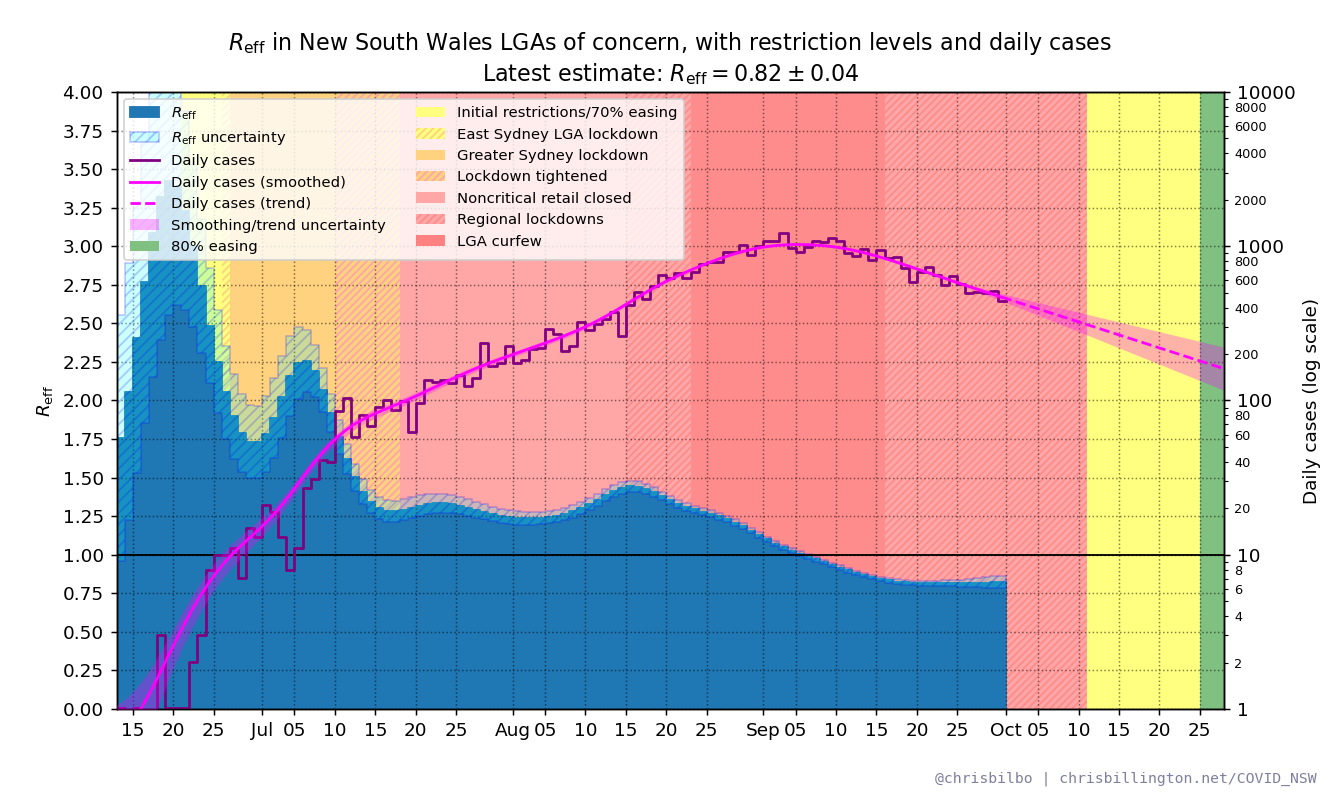 R_eff in New South Wales LGAs of concern, with restriction levels and daily cases
Latest estimate: R_eff = 0.82 ± 0.04
R_eff
R_eff uncertainty
Daily cases
Daily cases (smoothed)
Daily cases (trend)
Smoothing/trend uncertainty
80% easing
Initial restrictions/70% easing
East Sydney LGA lockdown
Greater Sydney lockdown
Lockdown tightened
Noncritical retail closed
Regional lockdowns
LGA curfew
R_eff
4.00
3.75
3.50
3.25
3.00
2.75
2.50
2.25
2.00
1.75
1.50
1.25
1.00
0.75
0.50
0.25
0.00
10000
8000
6000
4000
2000
1000
800
600
400
200
100
80
60
40
20
10
8
6
4
2
1
Daily cases (log scale)
15 20 25 Jul 05 10 15 20 25 Aug 05 10 15 20 25 Sep 05 10 15 20 25 Oct 05 10 15 20 25
@chrisbilbo | chrisbillington.net/COVID_NSW